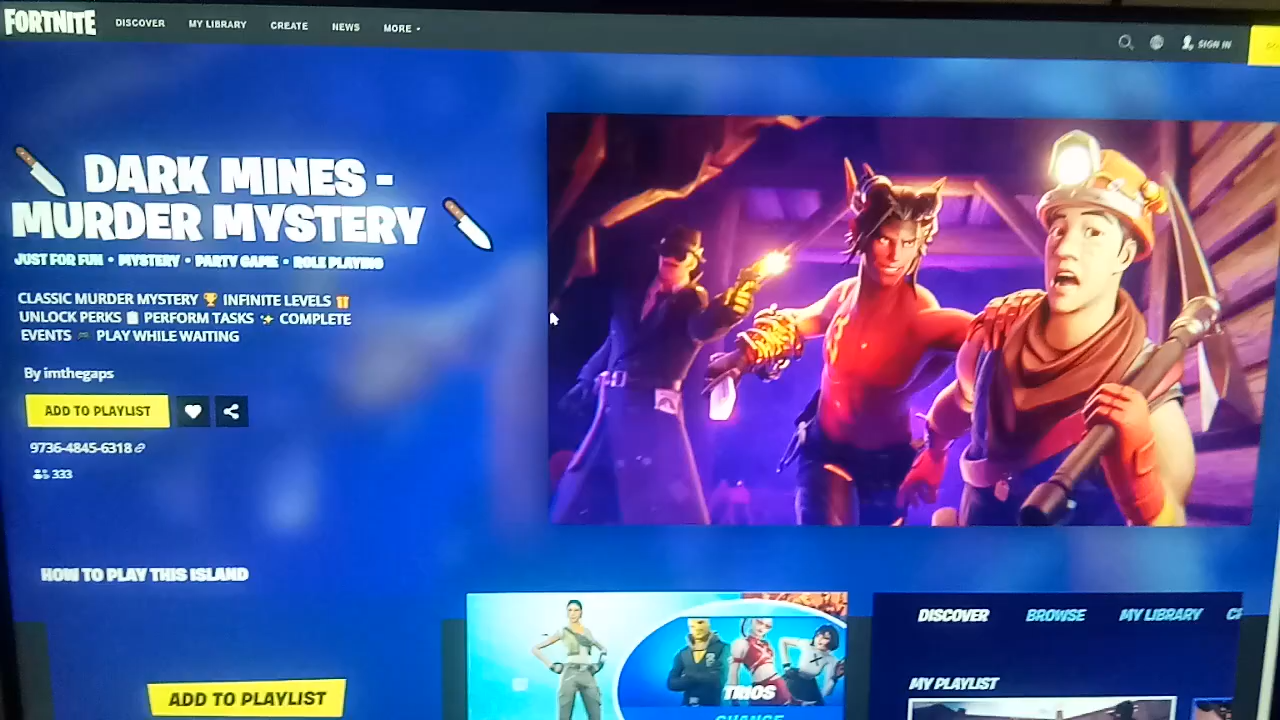 FORTNITE
DISCOVER MY LIBRARY CREATE NEWS MORE
SIGN IN
DARK MINES -
MURDER MYSTERY
JUST FOR FUN • MYSTERY • PARTY GAME • ROLE PLAYING
CLASSIC MURDER MYSTERY 🏆 INFINITE LEVELS 🎁
UNLOCK PERKS 📋 PERFORM TASKS ✨ COMPLETE
EVENTS 🎮 PLAY WHILE WAITING
By imthegaps
ADD TO PLAYLIST
9736-4845-6318
333
HOW TO PLAY THIS ISLAND
ADD TO PLAYLIST
TRIOS
CHANGE
DISCOVER BROWSE MY LIBRARY
MY PLAYLIST